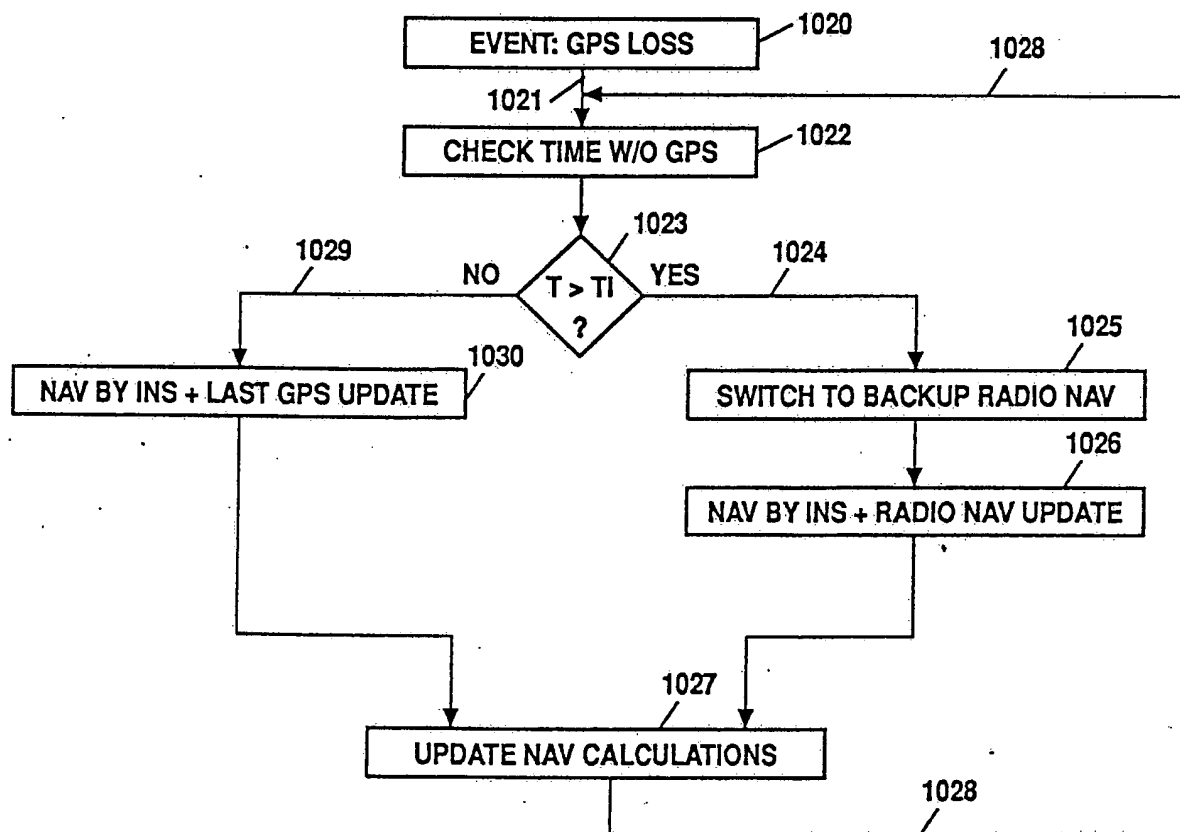 1020
EVENT: GPS LOSS
1028
1021
1022
CHECK TIME W/O GPS
1023
1029
NO
YES
1024
T > TI
?
1025
1030
NAV BY INS + LAST GPS UPDATE
SWITCH TO BACKUP RADIO NAV
1026
NAV BY INS + RADIO NAV UPDATE
1027
UPDATE NAV CALCULATIONS
1028